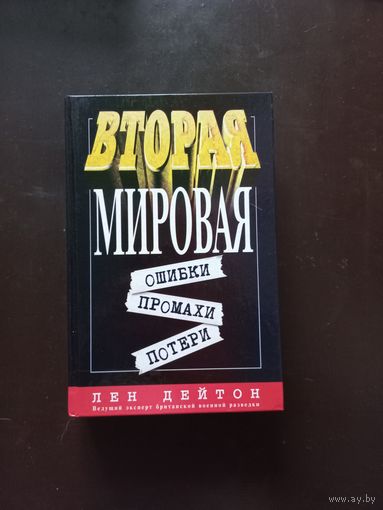 ВТОРАЯ
МИРОВАЯ
ОШИБКИ
ПРОМАХИ
ПОТЕРИ
ЛЕН ДЕЙТОН
Ведущий эксперт британской военной разведки
www.ay.by